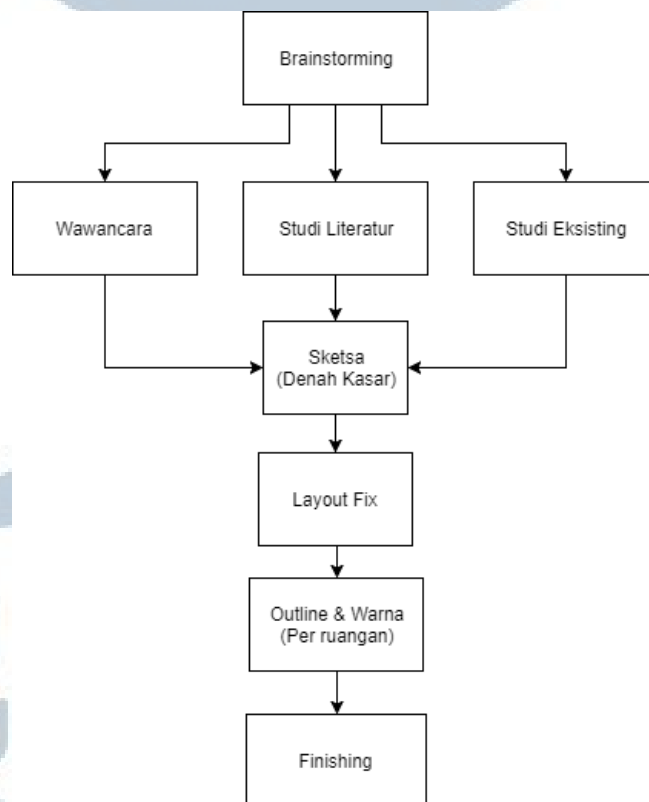 Brainstorming
Wawancara
Studi Literatur
Studi Eksisting
Sketsa
(Denah Kasar)
Layout Fix
Outline & Warna
(Per ruangan)
Finishing